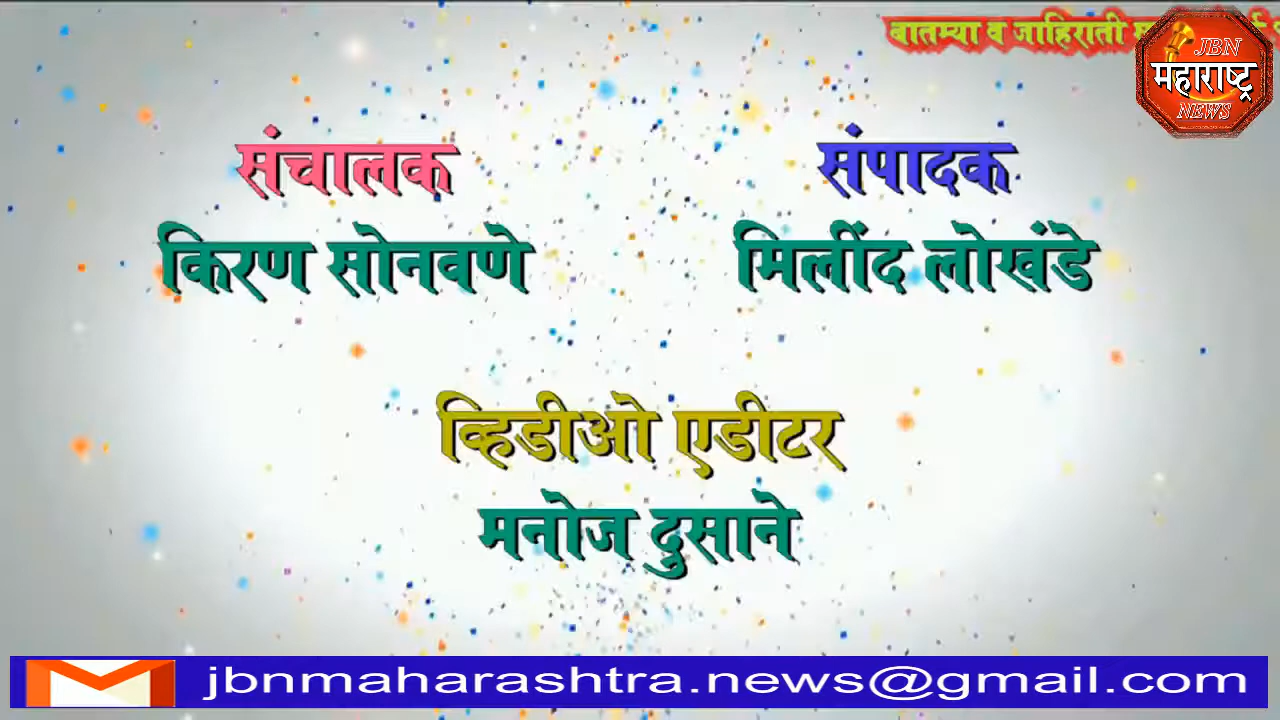 बातम्या व जाहिराती
JBN
महाराष्ट्र
NEWS
संचालक
किरण सोनवणे
संपादक
मिलींद लोखंडे
व्हिडीओ एडीटर
मनोज दुसाने
jbnmaharashtra.news@gmail.com